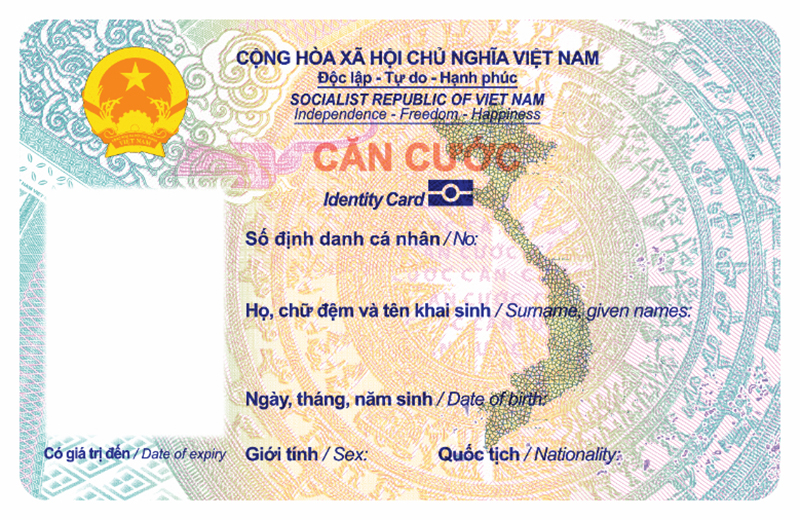 CỘNG HÒA XÃ HỘI CHỦ NGHĨA VIỆT NAM
Độc lập - Tự do - Hạnh phúc
SOCIALIST REPUBLIC OF VIET NAM
Independence - Freedom - Happiness
VIỆT NAM
CĂN CƯỚC
Identity Card
Số định danh cá nhân / No:
Họ, chữ đệm và tên khai sinh / Surname, given names:
Ngày, tháng, năm sinh / Date of birth:
Có giá trị đến / Date of expiry
Giới tính / Sex:
Quốc tịch / Nationality: